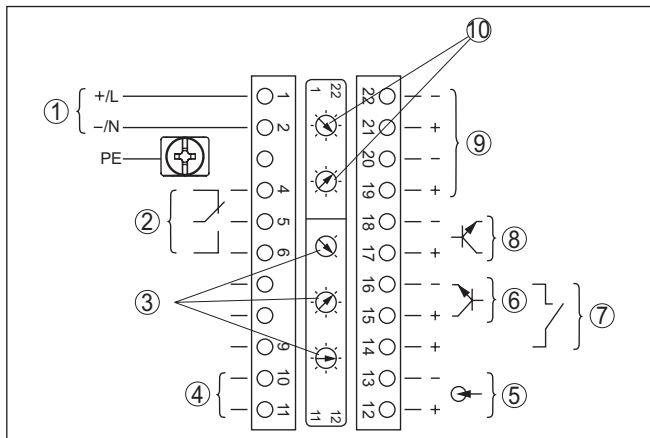 10
1 22
+/L 1 22 -
1
-/N 2 21 + 9
PE 20 -
4 19 +
2 5 18 - 8
6 17 +
16 - 6
3 7
15 +
9 14 +
10 13 -
4 5
11 12 +
11 12